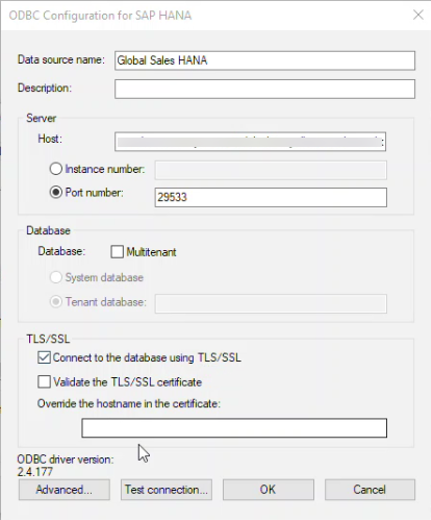 ODBC Configuration for SAP HANA
Data source name: Global Sales HANA
Description:
Server
Host:
Instance number:
Port number: 29533
Database
Database: Multitenant
System database
Tenant database:
TLS/SSL
Connect to the database using TLS/SSL
Validate the TLS/SSL certificate
Override the hostname in the certificate:
ODBC driver version:
2.4.177
Advanced... Test connection... OK Cancel